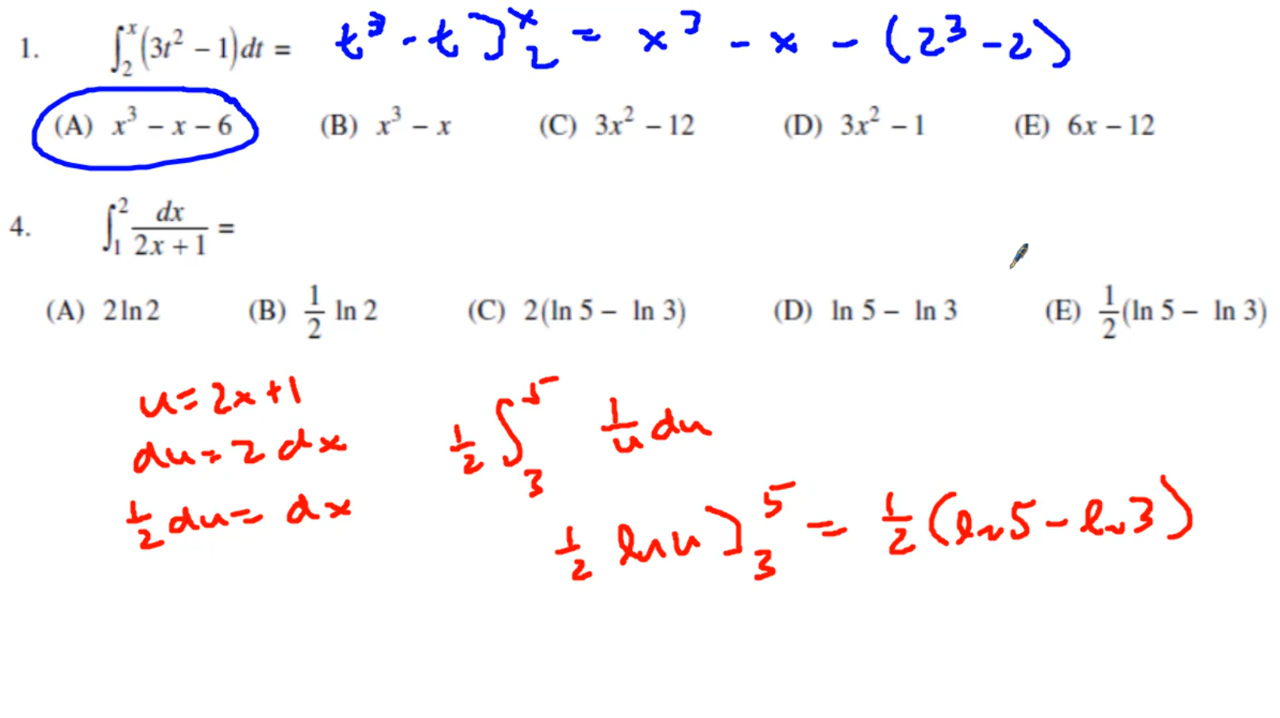 1. ∫₂ˣ (3t² − 1) dt = t³ - t ]₂ˣ = x³ - x - (2³ - 2)
(A) x³ − x − 6 (B) x³ − x (C) 3x² − 12 (D) 3x² − 1 (E) 6x − 12
4. ∫₁² dx/(2x + 1) =
(A) 2 ln 2 (B) 1/2 ln 2 (C) 2(ln 5 − ln 3) (D) ln 5 − ln 3 (E) 1/2 (ln 5 − ln 3)
u = 2x + 1
du = 2 dx
1/2 ∫₃⁵ 1/u du
1/2 du = dx
1/2 ln u ]₃⁵ = 1/2 (ln 5 - ln 3)